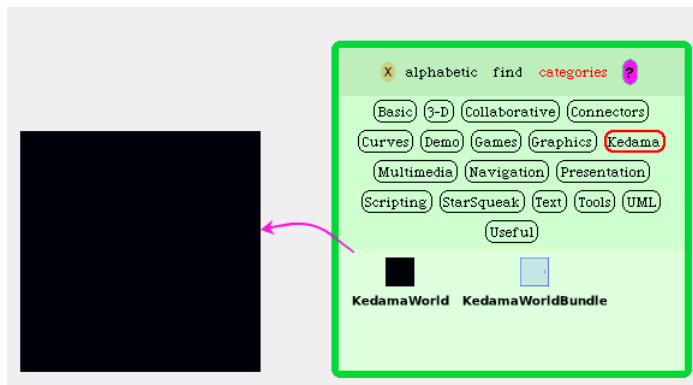 X alphabetic find categories ?
Basic 3-D Collaborative Connectors
Curves Demo Games Graphics Kedama
Multimedia Navigation Presentation
Scripting StarSqueak Text Tools UML
Useful
KedamaWorld KedamaWorldBundle